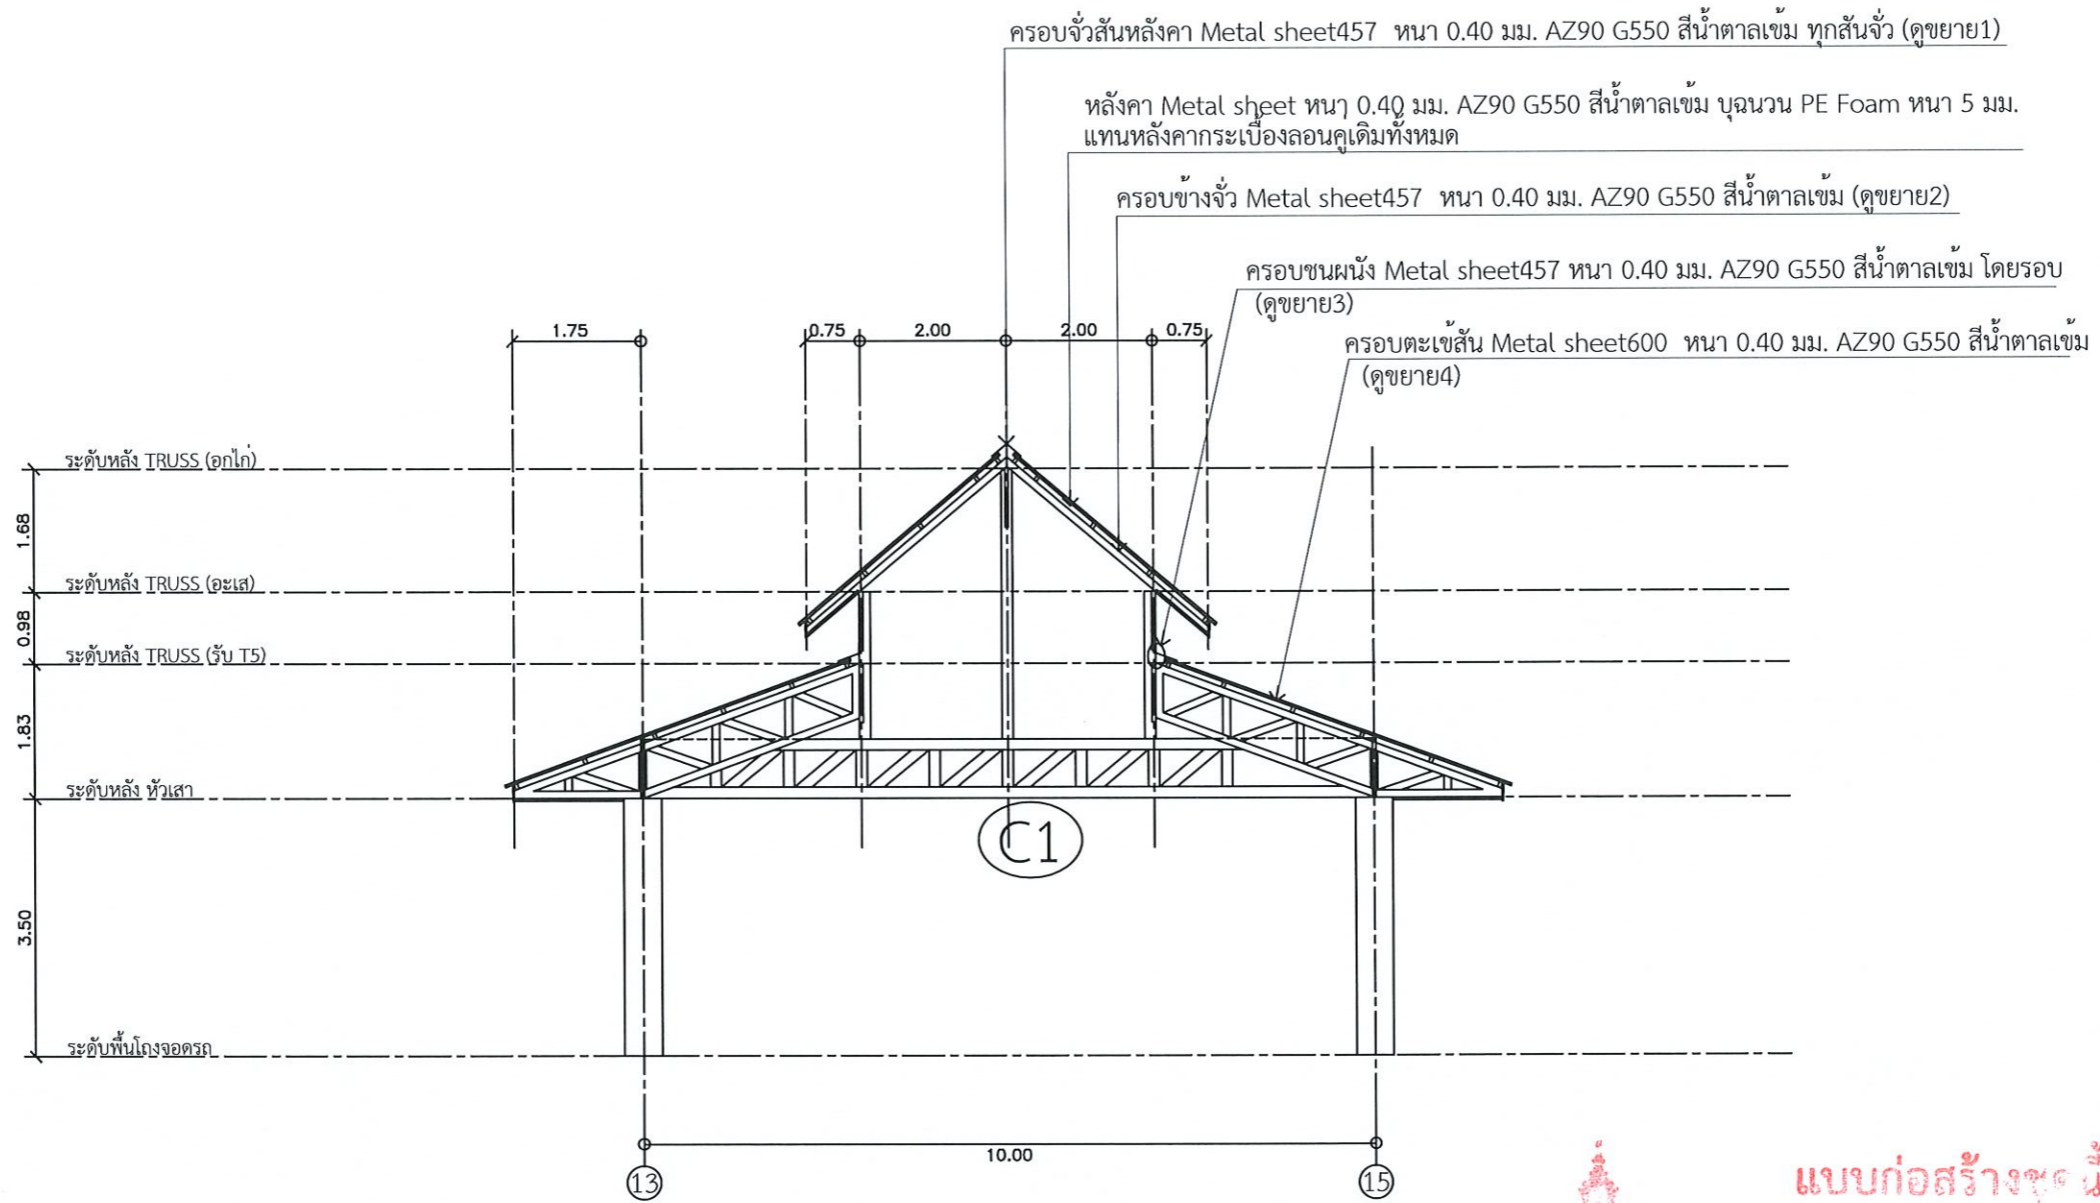 ครอบจั่วสันหลังคา Metal sheet457 หนา 0.40 มม. AZ90 G550 สีน้ำตาลเข้ม ทุกสันจั่ว (ดูขยาย1)
หลังคา Metal sheet หนา 0.40 มม. AZ90 G550 สีน้ำตาลเข้ม บุฉนวน PE Foam หนา 5 มม.
แทนหลังคากระเบื้องลอนคู่เดิมทั้งหมด
ครอบข้างจั่ว Metal sheet457 หนา 0.40 มม. AZ90 G550 สีน้ำตาลเข้ม (ดูขยาย2)
ครอบชนผนัง Metal sheet457 หนา 0.40 มม. AZ90 G550 สีน้ำตาลเข้ม โดยรอบ
(ดูขยาย3)
ครอบตะเข้สัน Metal sheet600 หนา 0.40 มม. AZ90 G550 สีน้ำตาลเข้ม
(ดูขยาย4)
1.75 0.75 2.00 2.00 0.75
ระดับหลัง TRUSS (อกไก่)
1.68
ระดับหลัง TRUSS (อะเส)
0.98
ระดับหลัง TRUSS (รับ T5)
1.83
ระดับหลัง หัวเสา
C1
3.50
ระดับพื้นโถงจอดรถ
10.00
13 15
แบบก่อสร้าง